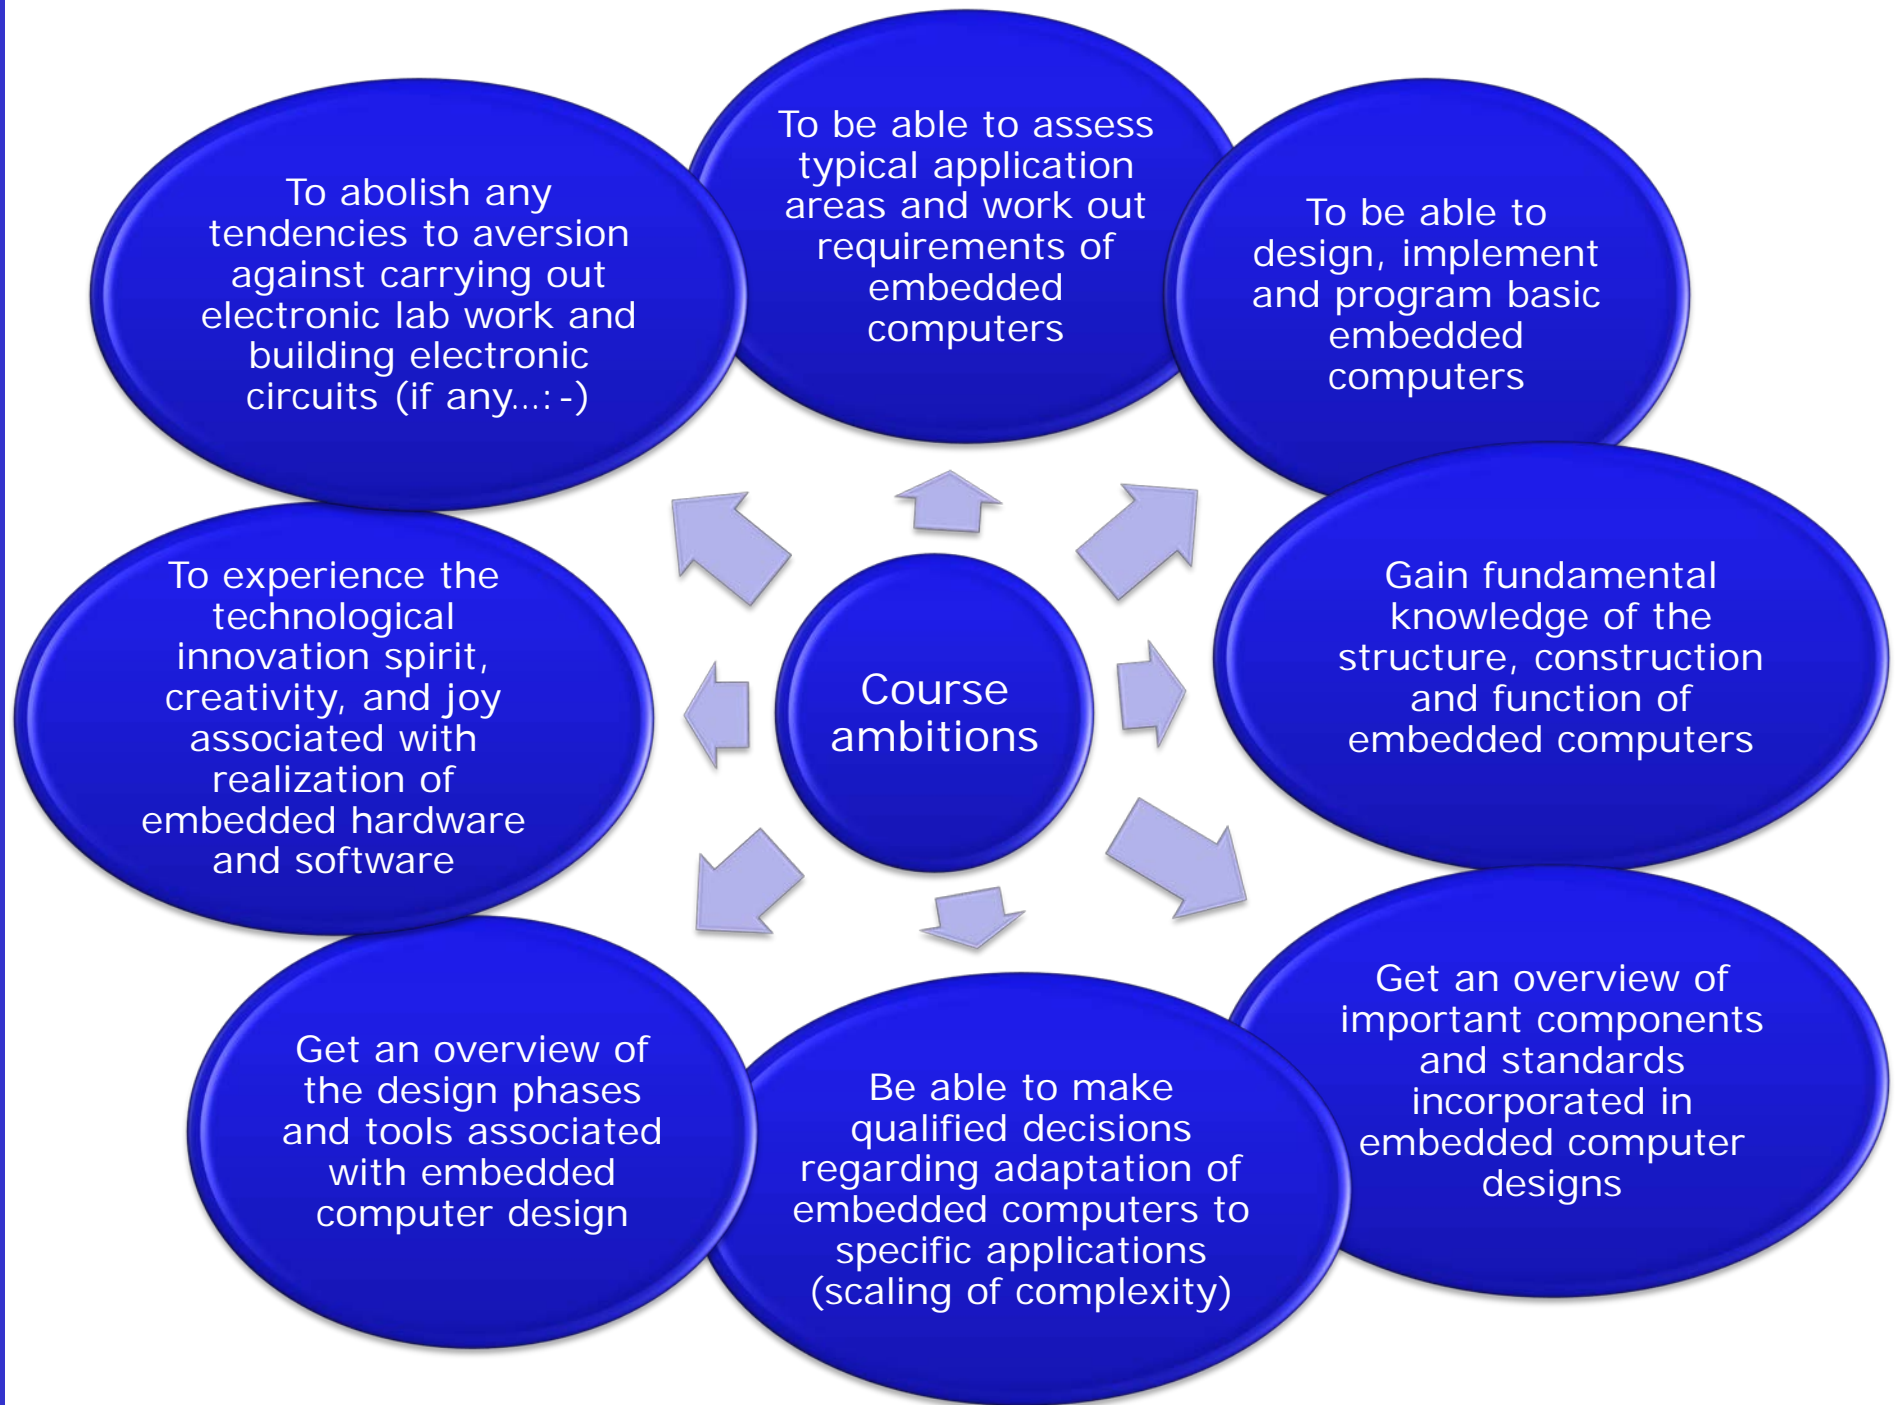 To be able to assess
typical application
areas and work out
requirements of
embedded
computers
To be able to
design, implement
and program basic
embedded
computers
Gain fundamental
knowledge of the
structure, construction
and function of
embedded computers
Get an overview of
important components
and standards
incorporated in
embedded computer
designs
Be able to make
qualified decisions
regarding adaptation of
embedded computers to
specific applications
(scaling of complexity)
Get an overview of
the design phases
and tools associated
with embedded
computer design
To experience the
technological
innovation spirit,
creativity, and joy
associated with
realization of
embedded hardware
and software
To abolish any
tendencies to aversion
against carrying out
electronic lab work and
building electronic
circuits (if any...:-)
Course
ambitions